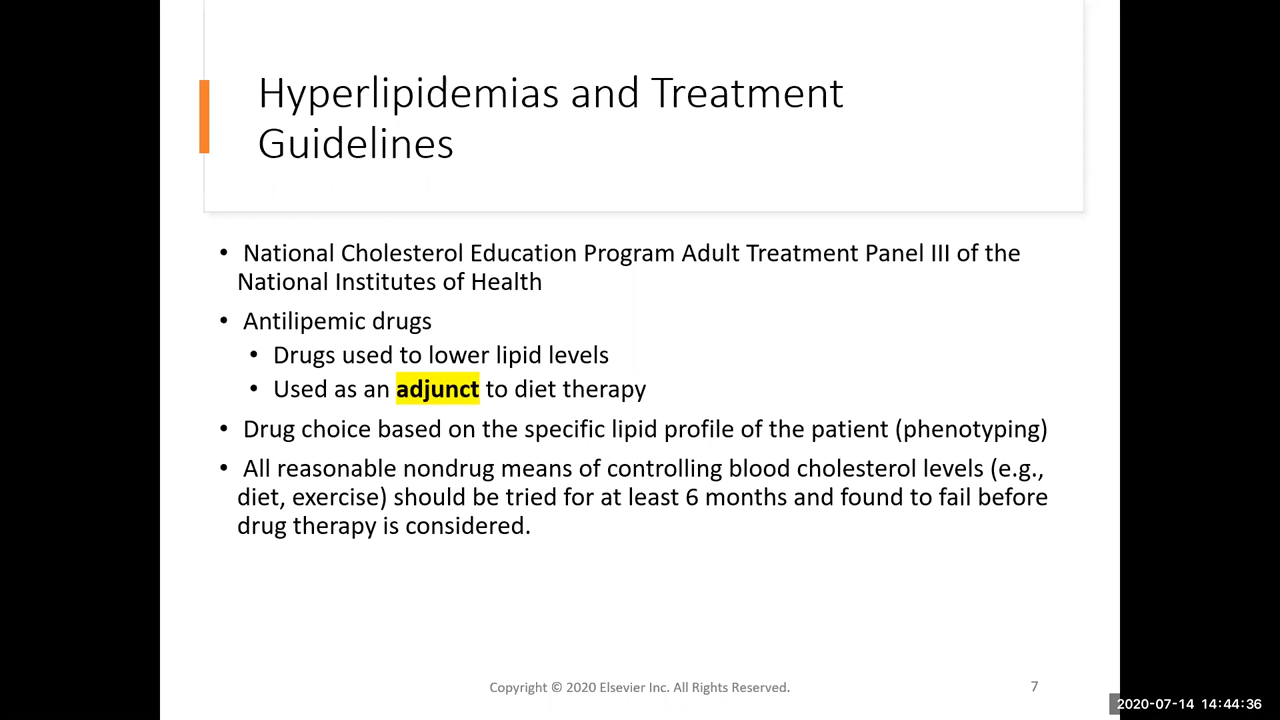 Hyperlipidemias and Treatment
Guidelines
• National Cholesterol Education Program Adult Treatment Panel III of the
National Institutes of Health
• Antilipemic drugs
• Drugs used to lower lipid levels
• Used as an adjunct to diet therapy
• Drug choice based on the specific lipid profile of the patient (phenotyping)
• All reasonable nondrug means of controlling blood cholesterol levels (e.g.,
diet, exercise) should be tried for at least 6 months and found to fail before
drug therapy is considered.
Copyright © 2020 Elsevier Inc. All Rights Reserved.
7
2020-07-14 14:44:36